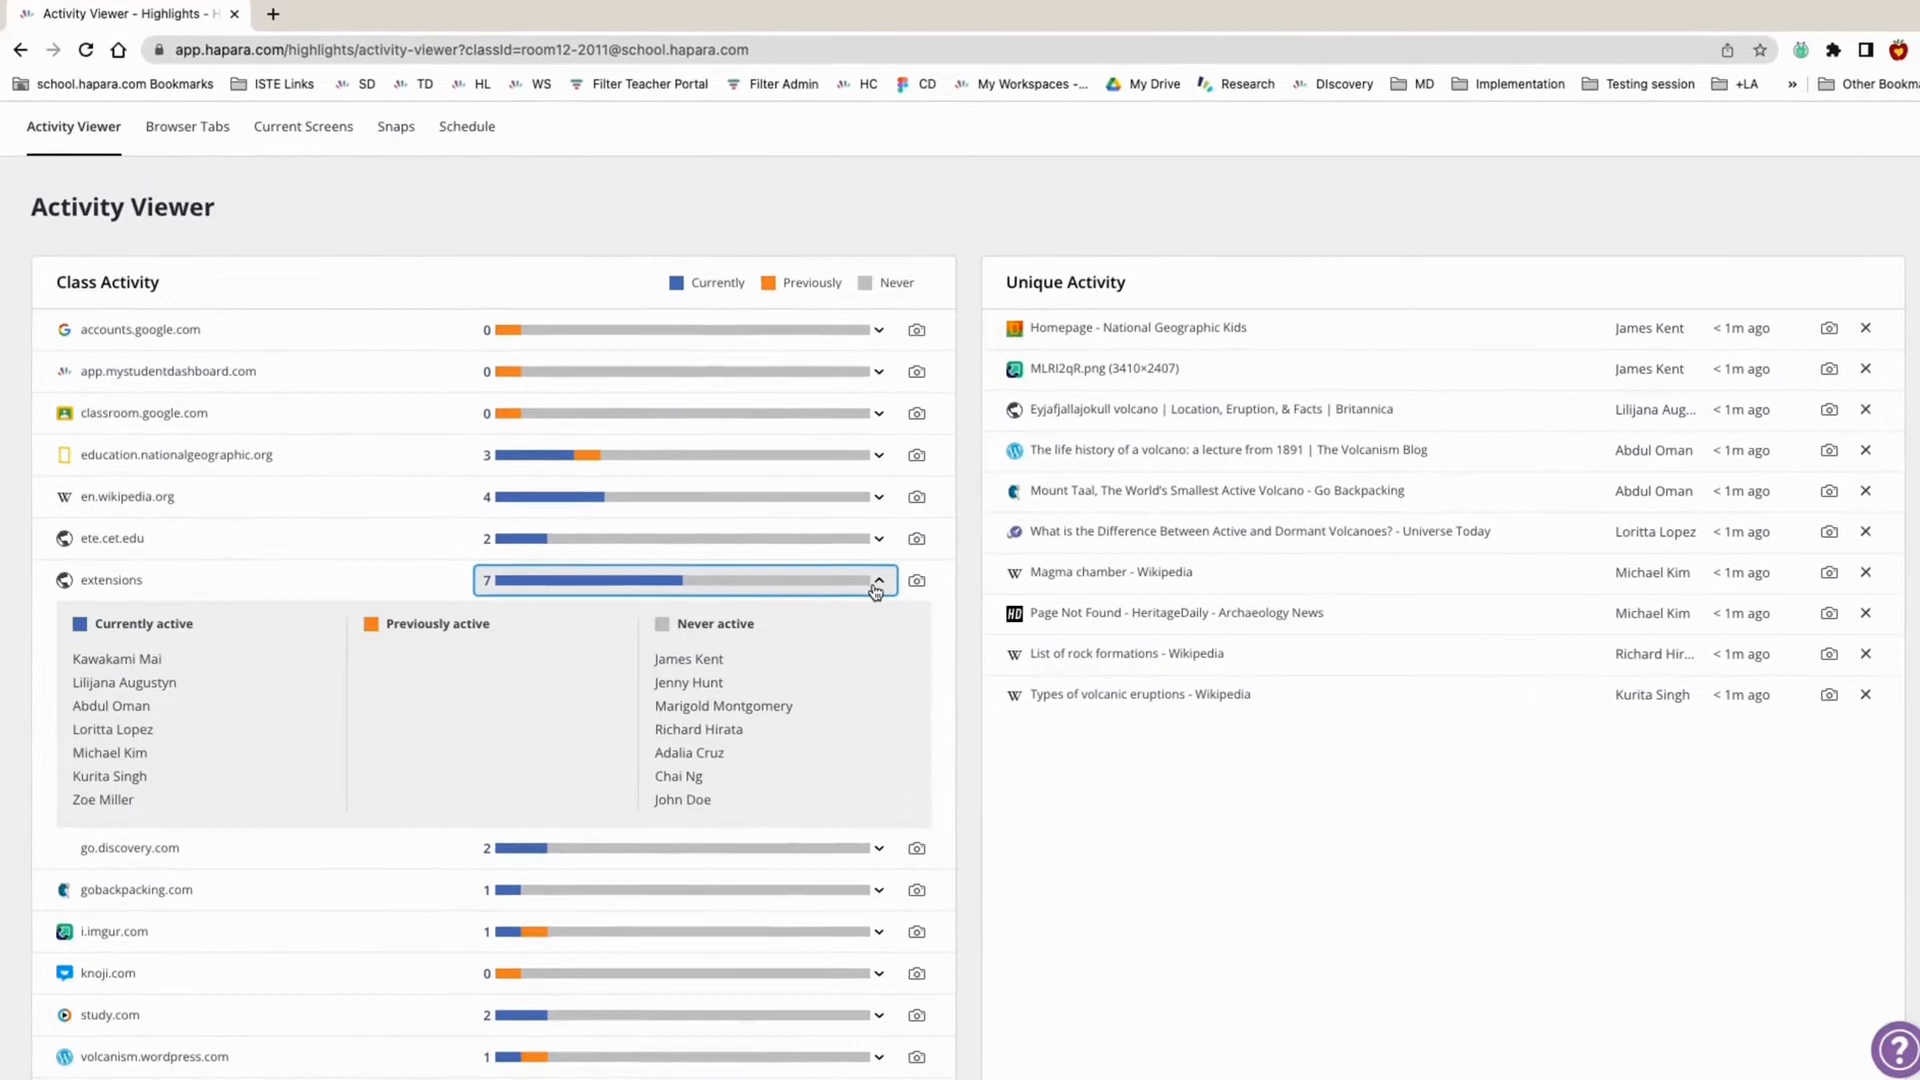 Activity Viewer - Highlights - H
app.hapara.com/highlights/activity-viewer?classId=room12-2011@school.hapara.com
school.hapara.com Bookmarks ISTE Links SD TD HL WS Filter Teacher Portal Filter Admin HC CD My Workspaces -... My Drive Research DIscovery MD Implementation Testing session +LA » Other Bookma
Activity Viewer Browser Tabs Current Screens Snaps Schedule
Activity Viewer
Class Activity Currently Previously Never
accounts.google.com 0
app.mystudentdashboard.com 0
classroom.google.com 0
education.nationalgeographic.org 3
en.wikipedia.org 4
ete.cet.edu 2
extensions 7
Currently active Previously active Never active
Kawakami Mai James Kent
Lilijana Augustyn Jenny Hunt
Abdul Oman Marigold Montgomery
Loritta Lopez Richard Hirata
Michael Kim Adalia Cruz
Kurita Singh Chai Ng
Zoe Miller John Doe
go.discovery.com 2
gobackpacking.com 1
i.imgur.com 1
knoji.com 0
study.com 2
volcanism.wordpress.com 1
Unique Activity
Homepage - National Geographic Kids James Kent < 1m ago
MLRI2qR.png (3410×2407) James Kent < 1m ago
Eyjafjallajokull volcano | Location, Eruption, & Facts | Britannica Lilijana Aug... < 1m ago
The life history of a volcano: a lecture from 1891 | The Volcanism Blog Abdul Oman < 1m ago
Mount Taal, The World's Smallest Active Volcano - Go Backpacking Abdul Oman < 1m ago
What is the Difference Between Active and Dormant Volcanoes? - Universe Today Loritta Lopez < 1m ago
Magma chamber - Wikipedia Michael Kim < 1m ago
HD Page Not Found - HeritageDaily - Archaeology News Michael Kim < 1m ago
List of rock formations - Wikipedia Richard Hir... < 1m ago
Types of volcanic eruptions - Wikipedia Kurita Singh < 1m ago
?